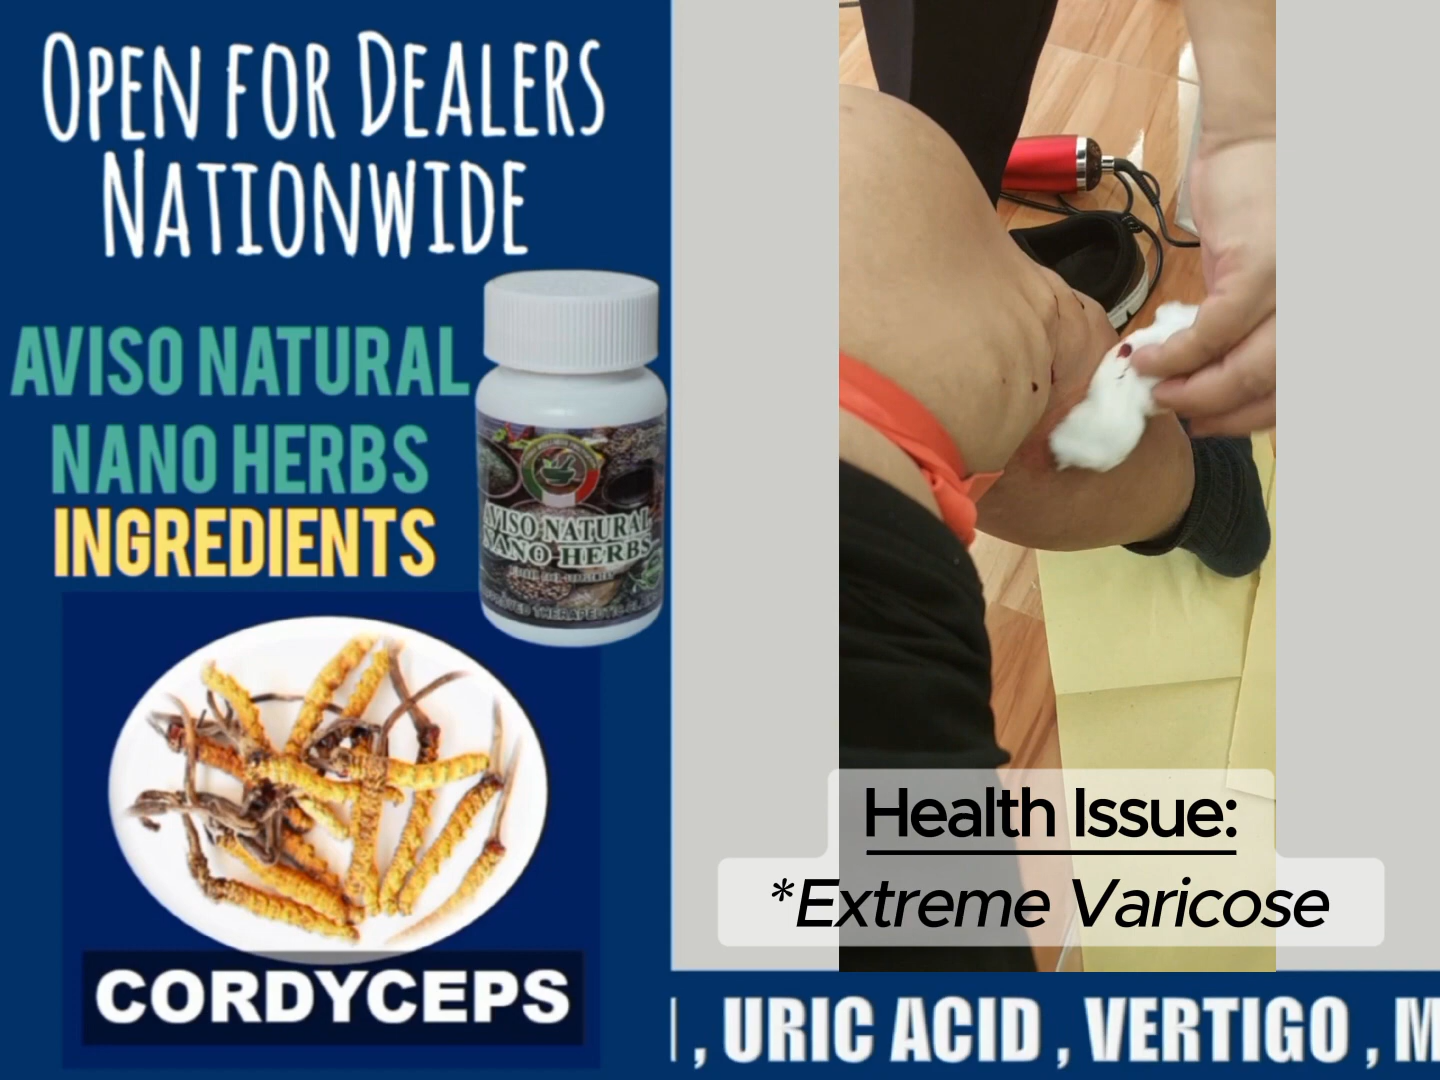 OPEN FOR DEALERS
NATIONWIDE
AVISO NATURAL
NANO HERBS
INGREDIENTS
AVISO NATURAL
NANO HERBS
CORDYCEPS
Health Issue:
*Extreme Varicose
, URIC ACID , VERTIGO , M